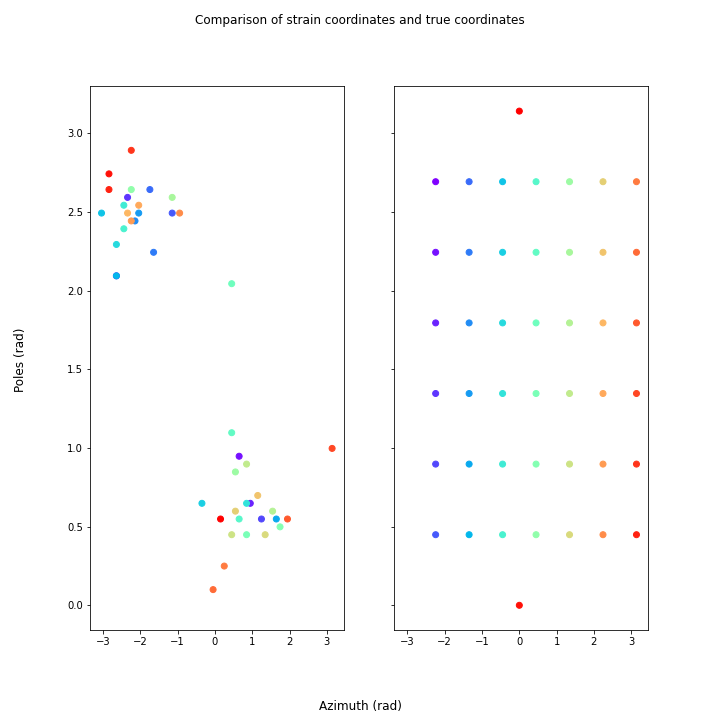 Comparison of strain coordinates and true coordinates
3.0
2.5
2.0
1.5
1.0
0.5
0.0
Poles (rad)
−3 −2 −1 0 1 2 3
−3 −2 −1 0 1 2 3
Azimuth (rad)